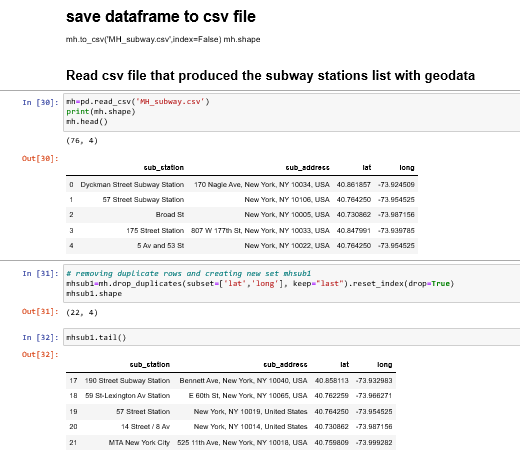 save dataframe to csv file
mh.to_csv('MH_subway.csv',index=False) mh.shape
Read csv file that produced the subway stations list with geodata
In [30]: mh=pd.read_csv('MH_subway.csv')
print(mh.shape)
mh.head()
(76, 4)
Out[30]:
sub_station sub_address lat long
0 Dyckman Street Subway Station 170 Nagle Ave, New York, NY 10034, USA 40.861857 -73.924509
1 57 Street Subway Station New York, NY 10106, USA 40.764250 -73.954525
2 Broad St New York, NY 10005, USA 40.730862 -73.987156
3 175 Street Station 807 W 177th St, New York, NY 10033, USA 40.847991 -73.939785
4 5 Av and 53 St New York, NY 10022, USA 40.764250 -73.954525
In [31]: # removing duplicate rows and creating new set mhsub1
mhsub1=mh.drop_duplicates(subset=['lat','long'], keep="last").reset_index(drop=True)
mhsub1.shape
Out[31]: (22, 4)
In [32]: mhsub1.tail()
Out[32]:
sub_station sub_address lat long
17 190 Street Subway Station Bennett Ave, New York, NY 10040, USA 40.858113 -73.932983
18 59 St-Lexington Av Station E 60th St, New York, NY 10065, USA 40.762259 -73.966271
19 57 Street Station New York, NY 10019, United States 40.764250 -73.954525
20 14 Street / 8 Av New York, NY 10014, United States 40.730862 -73.987156
21 MTA New York City 525 11th Ave, New York, NY 10018, USA 40.759809 -73.999282